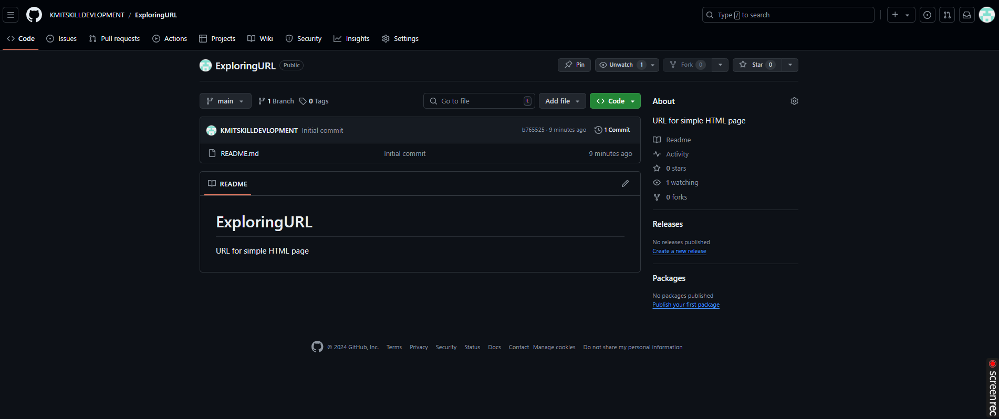 KMITSKILLDEVLOPMENT / ExploringURL
Type / to search
Code Issues Pull requests Actions Projects Wiki Security Insights Settings
ExploringURL Public
Pin Unwatch 1 Fork 0 Star 0
main 1 Branch 0 Tags Go to file t Add file Code
KMITSKILLDEVLOPMENT Initial commit b765525 · 9 minutes ago 1 Commit
README.md Initial commit 9 minutes ago
README
ExploringURL
URL for simple HTML page
About
URL for simple HTML page
Readme
Activity
0 stars
1 watching
0 forks
Releases
No releases published
Create a new release
Packages
No packages published
Publish your first package
© 2024 GitHub, Inc. Terms Privacy Security Status Docs Contact Manage cookies Do not share my personal information
screenrec